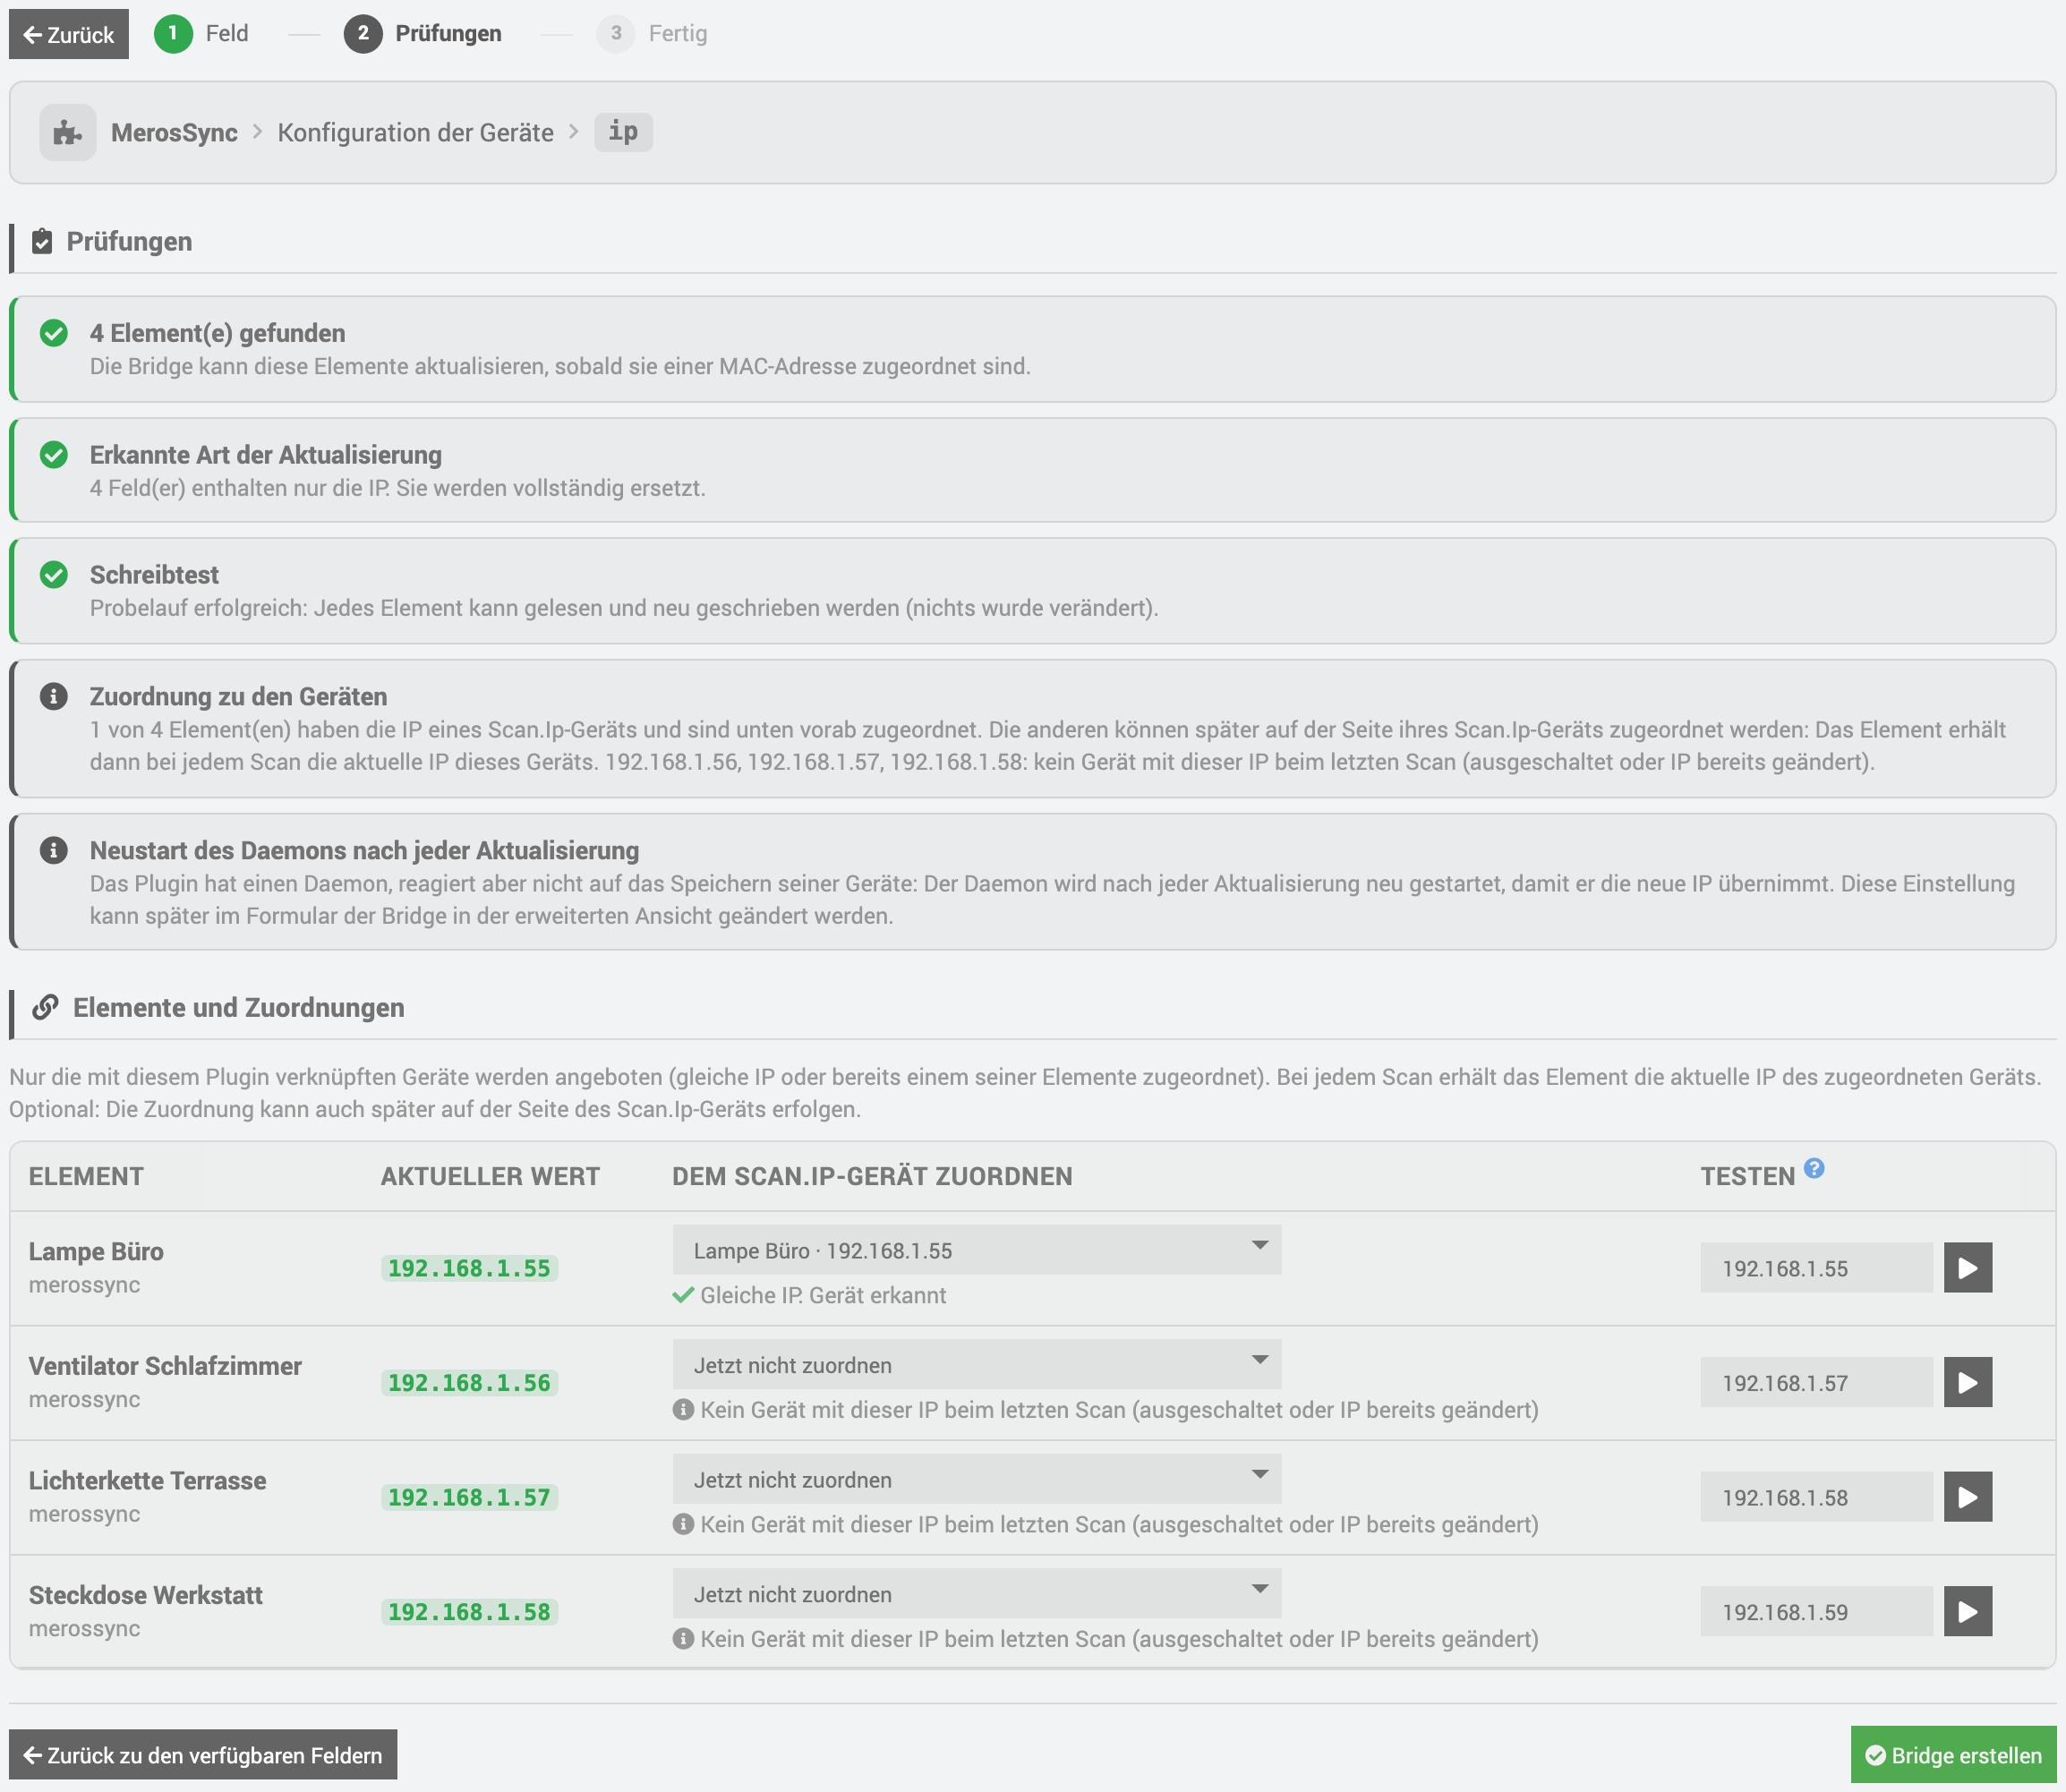 Zurück
1 Feld
2 Prüfungen
3 Fertig
MerosSync > Konfiguration der Geräte > ip
Prüfungen
4 Element(e) gefunden
Die Bridge kann diese Elemente aktualisieren, sobald sie einer MAC-Adresse zugeordnet sind.
Erkannte Art der Aktualisierung
4 Feld(er) enthalten nur die IP. Sie werden vollständig ersetzt.
Schreibtest
Probelauf erfolgreich: Jedes Element kann gelesen und neu geschrieben werden (nichts wurde verändert).
Zuordnung zu den Geräten
1 von 4 Element(en) haben die IP eines Scan.Ip-Geräts und sind unten vorab zugeordnet. Die anderen können später auf der Seite ihres Scan.Ip-Geräts zugeordnet werden: Das Element erhält
dann bei jedem Scan die aktuelle IP dieses Geräts. 192.168.1.56, 192.168.1.57, 192.168.1.58: kein Gerät mit dieser IP beim letzten Scan (ausgeschaltet oder IP bereits geändert).
Neustart des Daemons nach jeder Aktualisierung
Das Plugin hat einen Daemon, reagiert aber nicht auf das Speichern seiner Geräte: Der Daemon wird nach jeder Aktualisierung neu gestartet, damit er die neue IP übernimmt. Diese Einstellung
kann später im Formular der Bridge in der erweiterten Ansicht geändert werden.
Elemente und Zuordnungen
Nur die mit diesem Plugin verknüpften Geräte werden angeboten (gleiche IP oder bereits einem seiner Elemente zugeordnet). Bei jedem Scan erhält das Element die aktuelle IP des zugeordneten Geräts.
Optional: Die Zuordnung kann auch später auf der Seite des Scan.Ip-Geräts erfolgen.
ELEMENT AKTUELLER WERT DEM SCAN.IP-GERÄT ZUORDNEN TESTEN ?
Lampe Büro
merossync
192.168.1.55
Lampe Büro · 192.168.1.55
Gleiche IP. Gerät erkannt
192.168.1.55
Ventilator Schlafzimmer
merossync
192.168.1.56
Jetzt nicht zuordnen
Kein Gerät mit dieser IP beim letzten Scan (ausgeschaltet oder IP bereits geändert)
192.168.1.57
Lichterkette Terrasse
merossync
192.168.1.57
Jetzt nicht zuordnen
Kein Gerät mit dieser IP beim letzten Scan (ausgeschaltet oder IP bereits geändert)
192.168.1.58
Steckdose Werkstatt
merossync
192.168.1.58
Jetzt nicht zuordnen
Kein Gerät mit dieser IP beim letzten Scan (ausgeschaltet oder IP bereits geändert)
192.168.1.59
Zurück zu den verfügbaren Feldern
Bridge erstellen